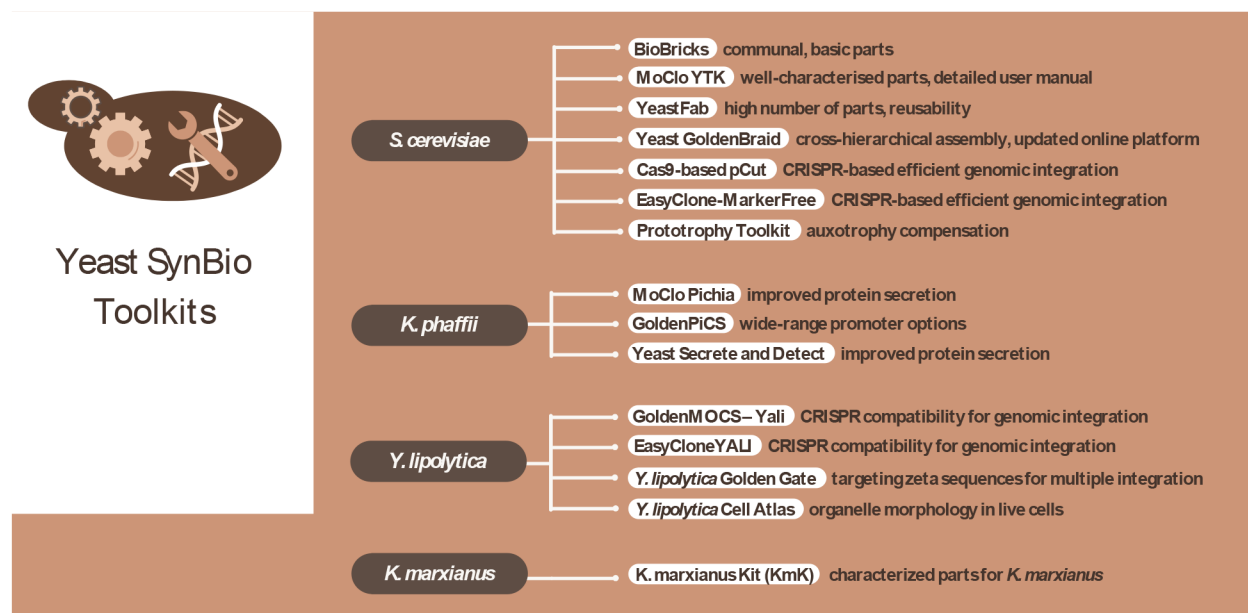 Yeast SynBio
Toolkits
S. cerevisiae
BioBricks communal, basic parts
MoClo YTK well-characterised parts, detailed user manual
YeastFab high number of parts, reusability
Yeast GoldenBraid cross-hierarchical assembly, updated online platform
Cas9-based pCut CRISPR-based efficient genomic integration
EasyClone-MarkerFree CRISPR-based efficient genomic integration
Prototrophy Toolkit auxotrophy compensation
K. phaffii
MoClo Pichia improved protein secretion
GoldenPiCS wide-range promoter options
Yeast Secrete and Detect improved protein secretion
Y. lipolytica
GoldenMOCS – Yali CRISPR compatibility for genomic integration
EasyCloneYALI CRISPR compatibility for genomic integration
Y. lipolytica Golden Gate targeting zeta sequences for multiple integration
Y. lipolytica Cell Atlas organelle morphology in live cells
K. marxianus
K. marxianus Kit (KmK) characterized parts for K. marxianus